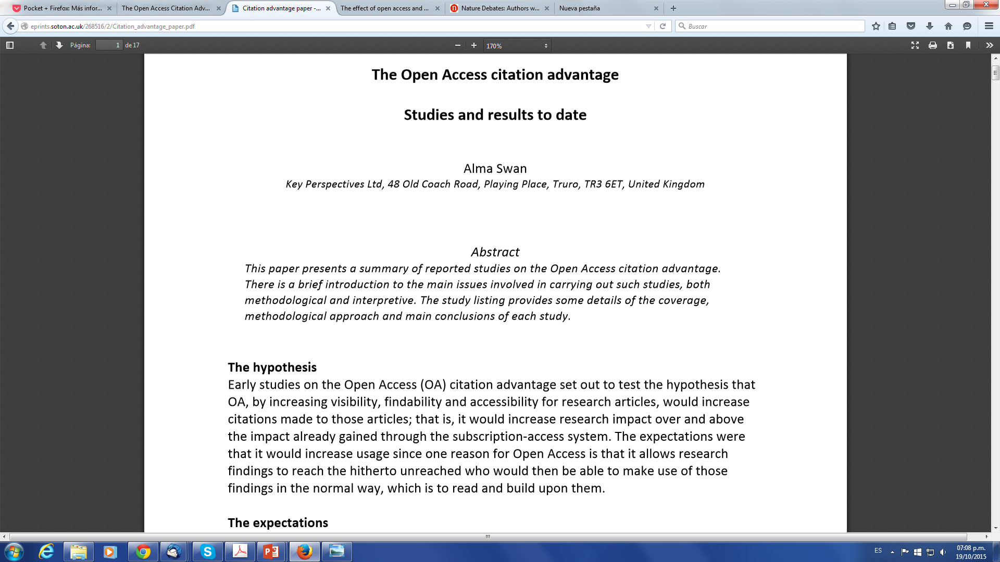 Pocket + Firefox: Más infor...
The Open Access Citation Adv...
Citation advantage paper -...
The effect of open access and ...
Nature Debates: Authors w...
Nueva pestaña
eprints.soton.ac.uk/268516/2/Citation_advantage_paper.pdf
Buscar
Página: 1 de 17
170%
The Open Access citation advantage
Studies and results to date
Alma Swan
Key Perspectives Ltd, 48 Old Coach Road, Playing Place, Truro, TR3 6ET, United Kingdom
Abstract
This paper presents a summary of reported studies on the Open Access citation advantage.
There is a brief introduction to the main issues involved in carrying out such studies, both
methodological and interpretive. The study listing provides some details of the coverage,
methodological approach and main conclusions of each study.
The hypothesis
Early studies on the Open Access (OA) citation advantage set out to test the hypothesis that
OA, by increasing visibility, findability and accessibility for research articles, would increase
citations made to those articles; that is, it would increase research impact over and above
the impact already gained through the subscription-access system. The expectations were
that it would increase usage since one reason for Open Access is that it allows research
findings to reach the hitherto unreached who would then be able to make use of those
findings in the normal way, which is to read and build upon them.
The expectations
ES
07:08 p.m.
19/10/2015